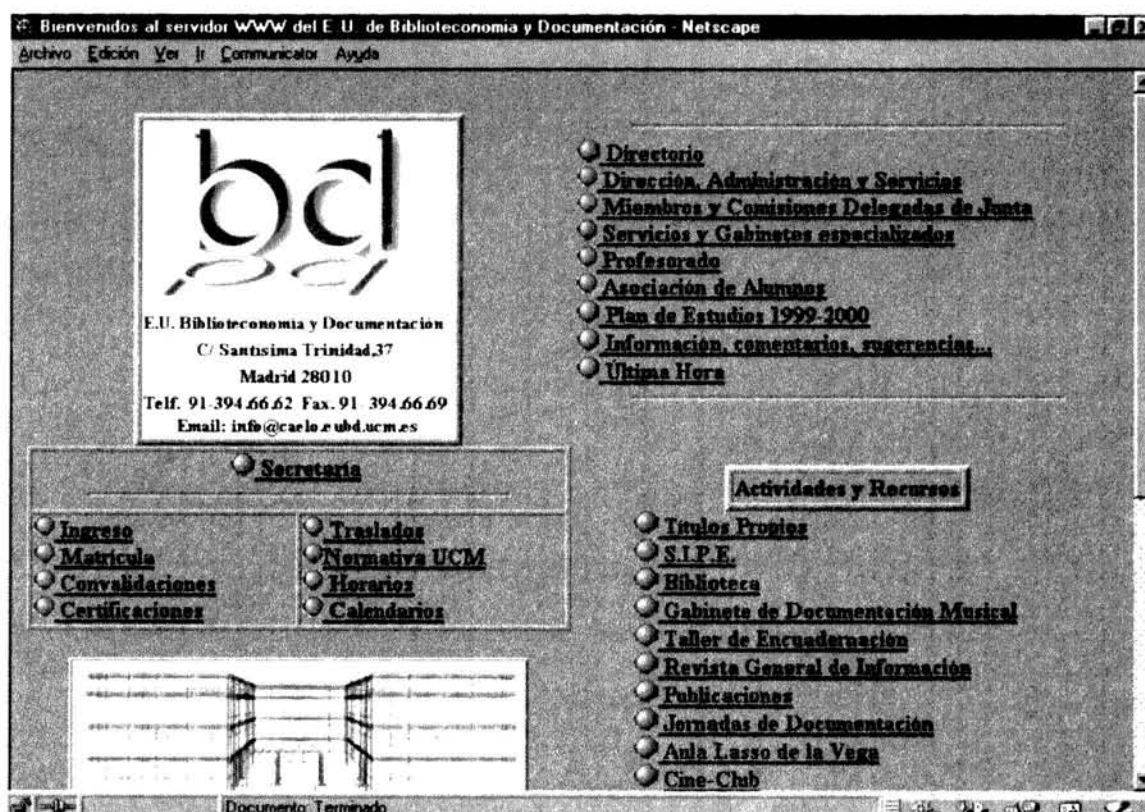 Bienvenidos al servidor WWW del E.U. de Biblioteconomia y Documentación - Netscape
Archivo Edición Ver Ir Communicator Ayuda
bd
E.U. Biblioteconomia y Documentación
C/ Santisima Trinidad,37
Madrid 28010
Telf. 91-394.66.62 Fax. 91- 394.66.69
Email: info@caelo.eubd.ucm.es
Secretaría
Ingreso
Matrícula
Convalidaciones
Certificaciones
Traslados
Normativa UCM
Horarios
Calendarios
Directorio
Dirección, Administración y Servicios
Miembros y Comisiones Delegadas de Junta
Servicios y Gabinetes especializados
Profesorado
Asociación de Alumnos
Plan de Estudios 1999-2000
Información, comentarios, sugerencias...
Última Hora
Actividades y Recursos
Títulos Propios
S.I.P.E.
Biblioteca
Gabinete de Documentación Musical
Taller de Encuadernación
Revista General de Información
Publicaciones
Jornadas de Documentación
Aula Lasso de la Vega
Cine-Club
Documento: Terminado